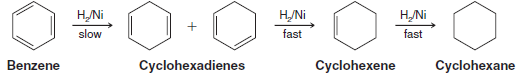 H₂/Ni H₂/Ni H₂/Ni
slow + fast fast
Benzene Cyclohexadienes Cyclohexene Cyclohexane